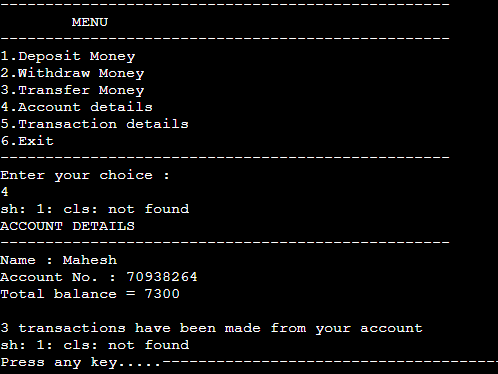 --------------------------------------------------
MENU
--------------------------------------------------
1.Deposit Money
2.Withdraw Money
3.Transfer Money
4.Account details
5.Transaction details
6.Exit
--------------------------------------------------
Enter your choice :
4
sh: 1: cls: not found
ACCOUNT DETAILS
--------------------------------------------------
Name : Mahesh
Account No. : 70938264
Total balance = 7300
3 transactions have been made from your account
sh: 1: cls: not found
Press any key.....-------------------------------------